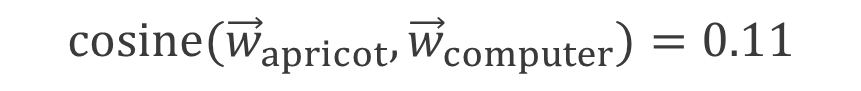 cosine(w⃗apricot, w⃗computer) = 0.11